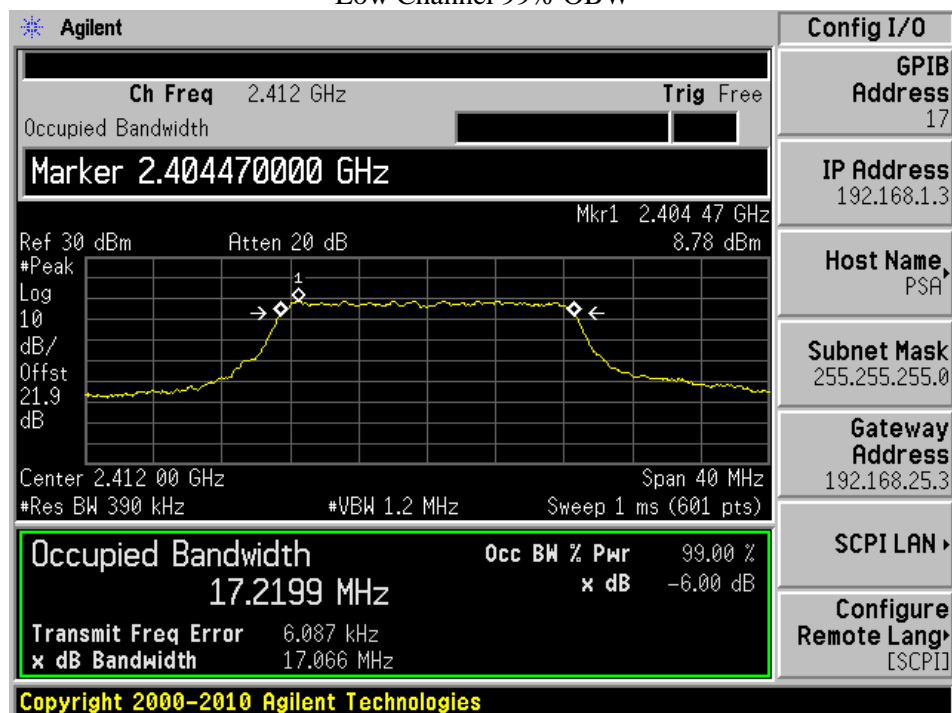 Agilent
Config I/O
Ch Freq 2.412 GHz Trig Free
Occupied Bandwidth
GPIB
Address
17
Marker 2.404470000 GHz
IP Address
192.168.1.3
Mkr1 2.404 47 GHz
Ref 30 dBm Atten 20 dB 8.78 dBm
#Peak
Log
10
dB/
Offst
21.9
dB
1
Host Name
PSA
Subnet Mask
255.255.255.0
Gateway
Address
192.168.25.3
Center 2.412 00 GHz Span 40 MHz
#Res BW 390 kHz #VBW 1.2 MHz Sweep 1 ms (601 pts)
Occupied Bandwidth
17.2199 MHz
Occ BW % Pwr 99.00 %
x dB -6.00 dB
SCPI LAN
Transmit Freq Error 6.087 kHz
x dB Bandwidth 17.066 MHz
Configure
Remote Lang
[SCPI]
Copyright 2000-2010 Agilent Technologies